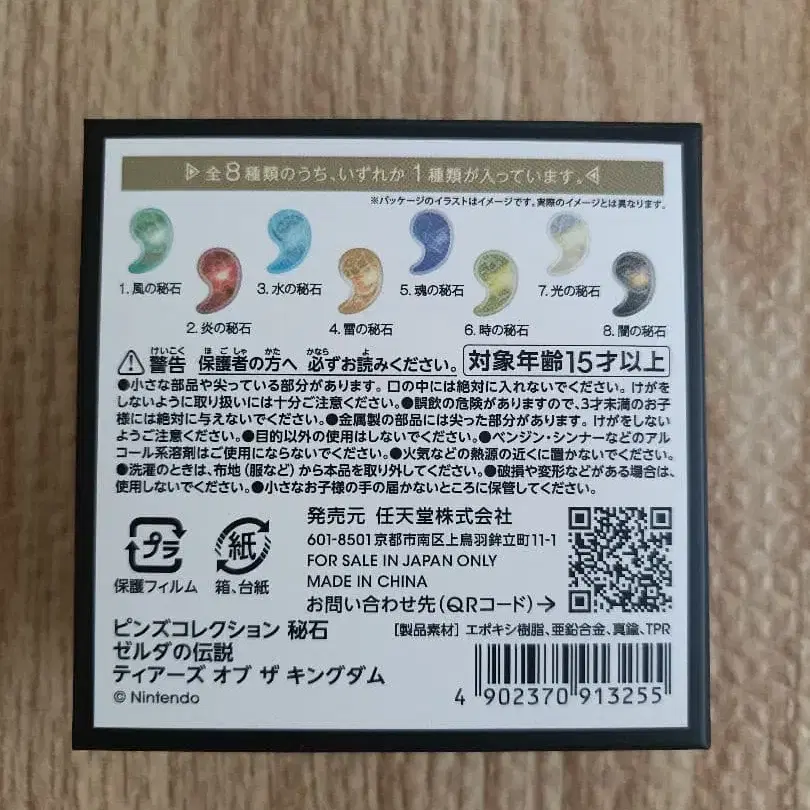 ▷全8種類のうち、いずれか1種類が入っています。◁
※パッケージのイラストはイメージです。実際のイメージとは異なります。
1. 風の秘石
2. 炎の秘石
3. 水の秘石
4. 雷の秘石
5. 魂の秘石
6. 時の秘石
7. 光の秘石
8. 闇の秘石
けいこく ほごしゃ かた かなら よ
警告 保護者の方へ 必ずお読みください。 対象年齢15才以上
●小さな部品や尖っている部分があります。口の中には絶対に入れないでください。けがを
しないように取り扱いには十分ご注意ください。●誤飲の危険がありますので、3才未満のお子
様には絶対に与えないでください。●金属製の部品には尖った部分があります。けがをしない
ようご注意ください。●目的以外の使用はしないでください。●ベンジン・シンナーなどのアル
コール系溶剤はご使用にならないでください。●火気などの熱源の近くに置かないでください。
●洗濯のときは、布地(服など)から本品を取り外してください。●破損や変形などがある場合は、
使用しないでください。●小さなお子様の手の届かないところに保管してください。
プラ
保護フィルム
紙
箱、台紙
発売元 任天堂株式会社
601-8501京都市南区上鳥羽鉾立町11-1
FOR SALE IN JAPAN ONLY
MADE IN CHINA
お問い合わせ先(QRコード)→
ピンズコレクション 秘石
ゼルダの伝説
ティアーズ オブ ザ キングダム
© Nintendo
[製品素材] エポキシ樹脂、亜鉛合金、真鍮、TPR
4 902370 913255